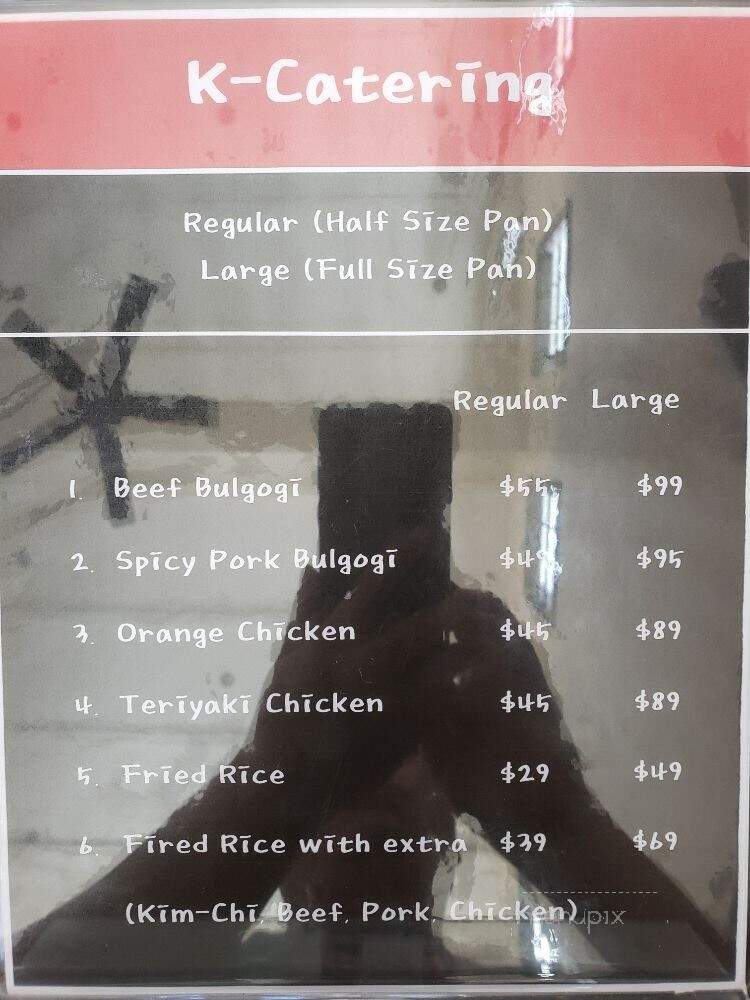 K-Catering
Regular (Half Size Pan)
Large (Full Size Pan)
Regular Large
1. Beef Bulgogi $55 $99
2. Spicy Pork Bulgogi $49 $95
3. Orange Chicken $45 $89
4. Teriyaki Chicken $45 $89
5. Fried Rice $29 $49
6. Fired Rice with extra $39 $69
(Kim-Chi, Beef, Pork, Chicken)